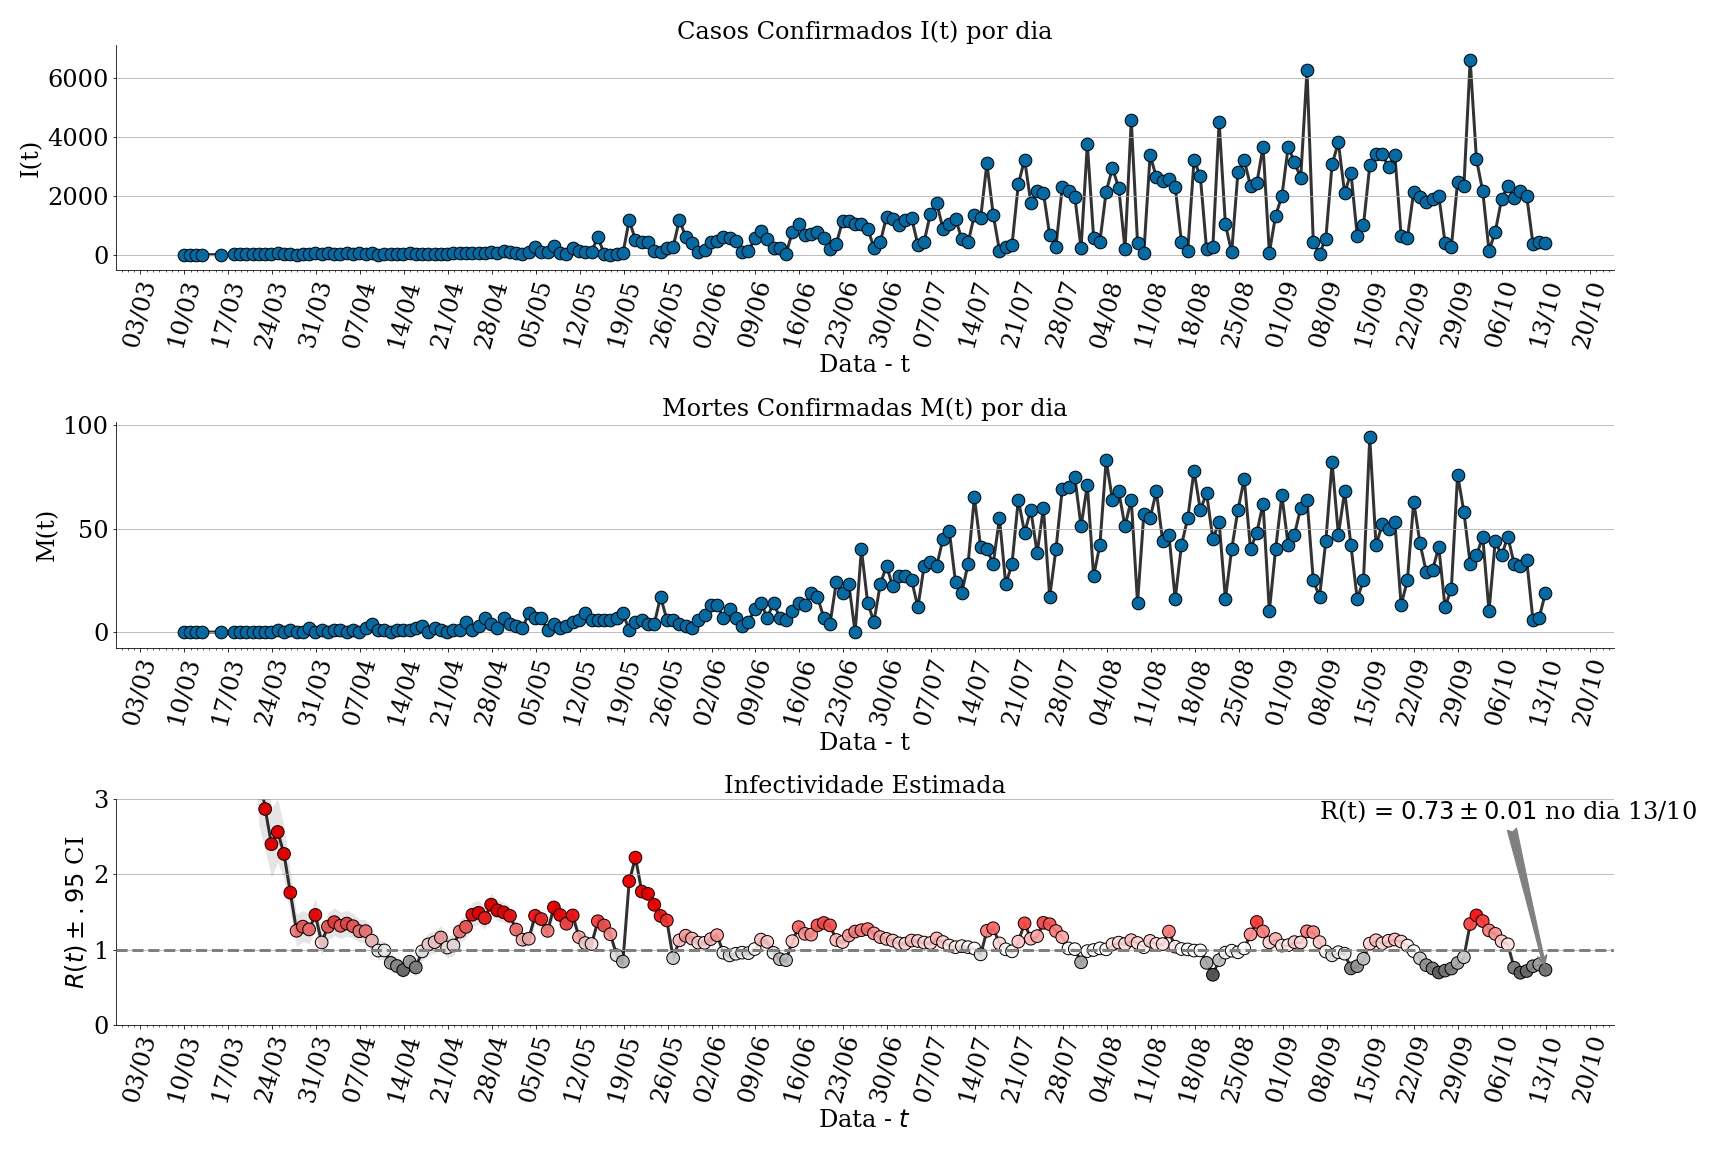 Casos Confirmados I(t) por dia
6000
4000
2000
0
I(t)
03/03 10/03 17/03 24/03 31/03 07/04 14/04 21/04 28/04 05/05 12/05 19/05 26/05 02/06 09/06 16/06 23/06 30/06 07/07 14/07 21/07 28/07 04/08 11/08 18/08 25/08 01/09 08/09 15/09 22/09 29/09 06/10 13/10 20/10
Data - t
Mortes Confirmadas M(t) por dia
100
50
0
M(t)
03/03 10/03 17/03 24/03 31/03 07/04 14/04 21/04 28/04 05/05 12/05 19/05 26/05 02/06 09/06 16/06 23/06 30/06 07/07 14/07 21/07 28/07 04/08 11/08 18/08 25/08 01/09 08/09 15/09 22/09 29/09 06/10 13/10 20/10
Data - t
Infectividade Estimada
R(t) = 0.73 ± 0.01 no dia 13/10
3
2
1
0
R(t) ± .95 CI
03/03 10/03 17/03 24/03 31/03 07/04 14/04 21/04 28/04 05/05 12/05 19/05 26/05 02/06 09/06 16/06 23/06 30/06 07/07 14/07 21/07 28/07 04/08 11/08 18/08 25/08 01/09 08/09 15/09 22/09 29/09 06/10 13/10 20/10
Data - t